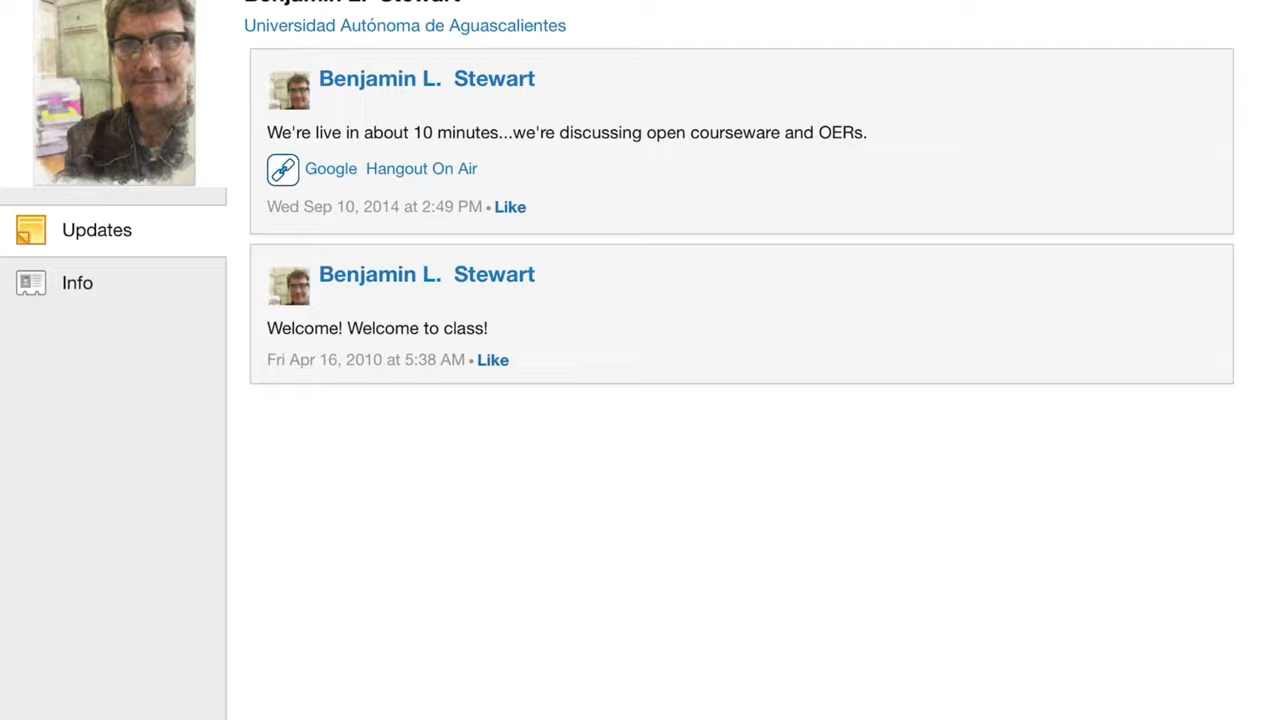 Benjamin L. Stewart
Universidad Autónoma de Aguascalientes
Benjamin L. Stewart
We're live in about 10 minutes...we're discussing open courseware and OERs.
Google Hangout On Air
Wed Sep 10, 2014 at 2:49 PM • Like
Updates
Info
Benjamin L. Stewart
Welcome! Welcome to class!
Fri Apr 16, 2010 at 5:38 AM • Like